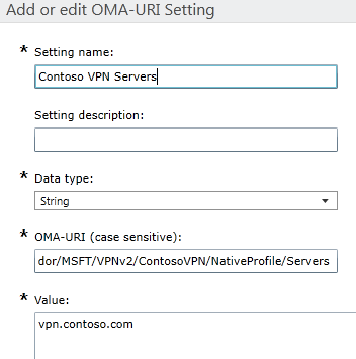 Add or edit OMA-URI Setting
* Setting name:
Contoso VPN Servers
Setting description:
* Data type:
String
* OMA-URI (case sensitive):
dor/MSFT/VPNv2/ContosoVPN/NativeProfile/Servers
* Value:
vpn.contoso.com